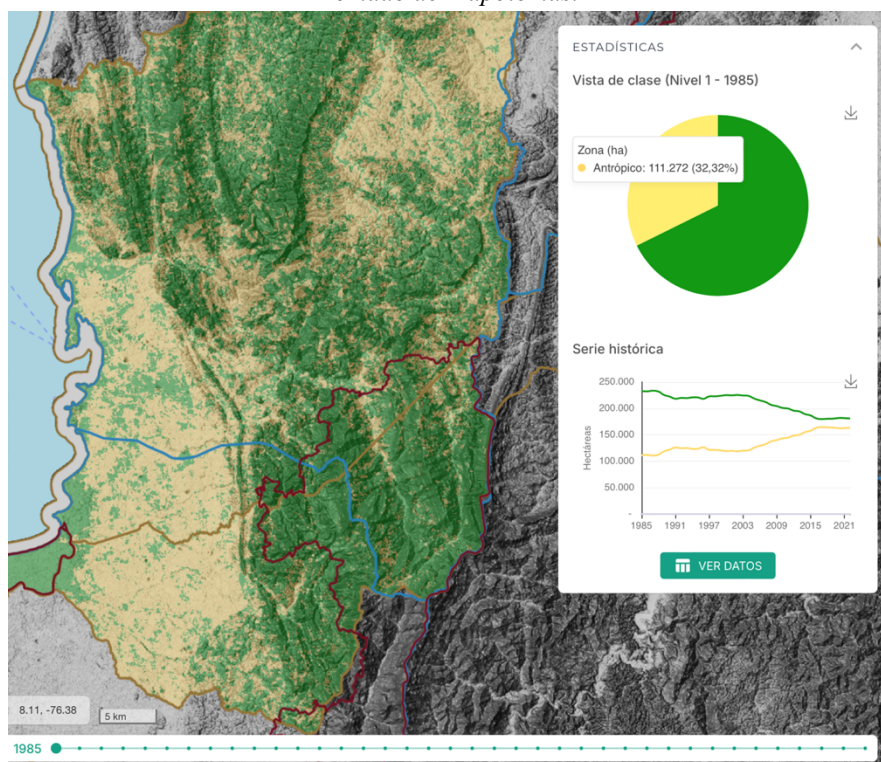 ESTADÍSTICAS
Vista de clase (Nivel 1 - 1985)
Zona (ha)
Antrópico: 111.272 (32,32%)
Serie histórica
250.000
200.000
150.000
100.000
50.000
-
Hectáreas
1985 1991 1997 2003 2009 2015 2021
VER DATOS
8.11, -76.38
5 km
1985